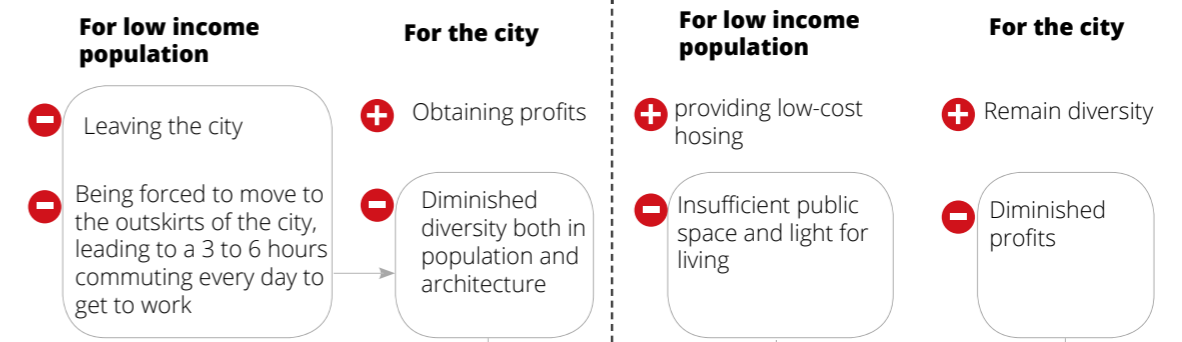 For low income
population
Leaving the city
Being forced to move to
the outskirts of the city,
leading to a 3 to 6 hours
commuting every day to
get to work
For the city
Obtaining profits
Diminished
diversity both in
population and
architecture
For low income
population
providing low-cost
hosing
Insufficient public
space and light for
living
For the city
Remain diversity
Diminished
profits